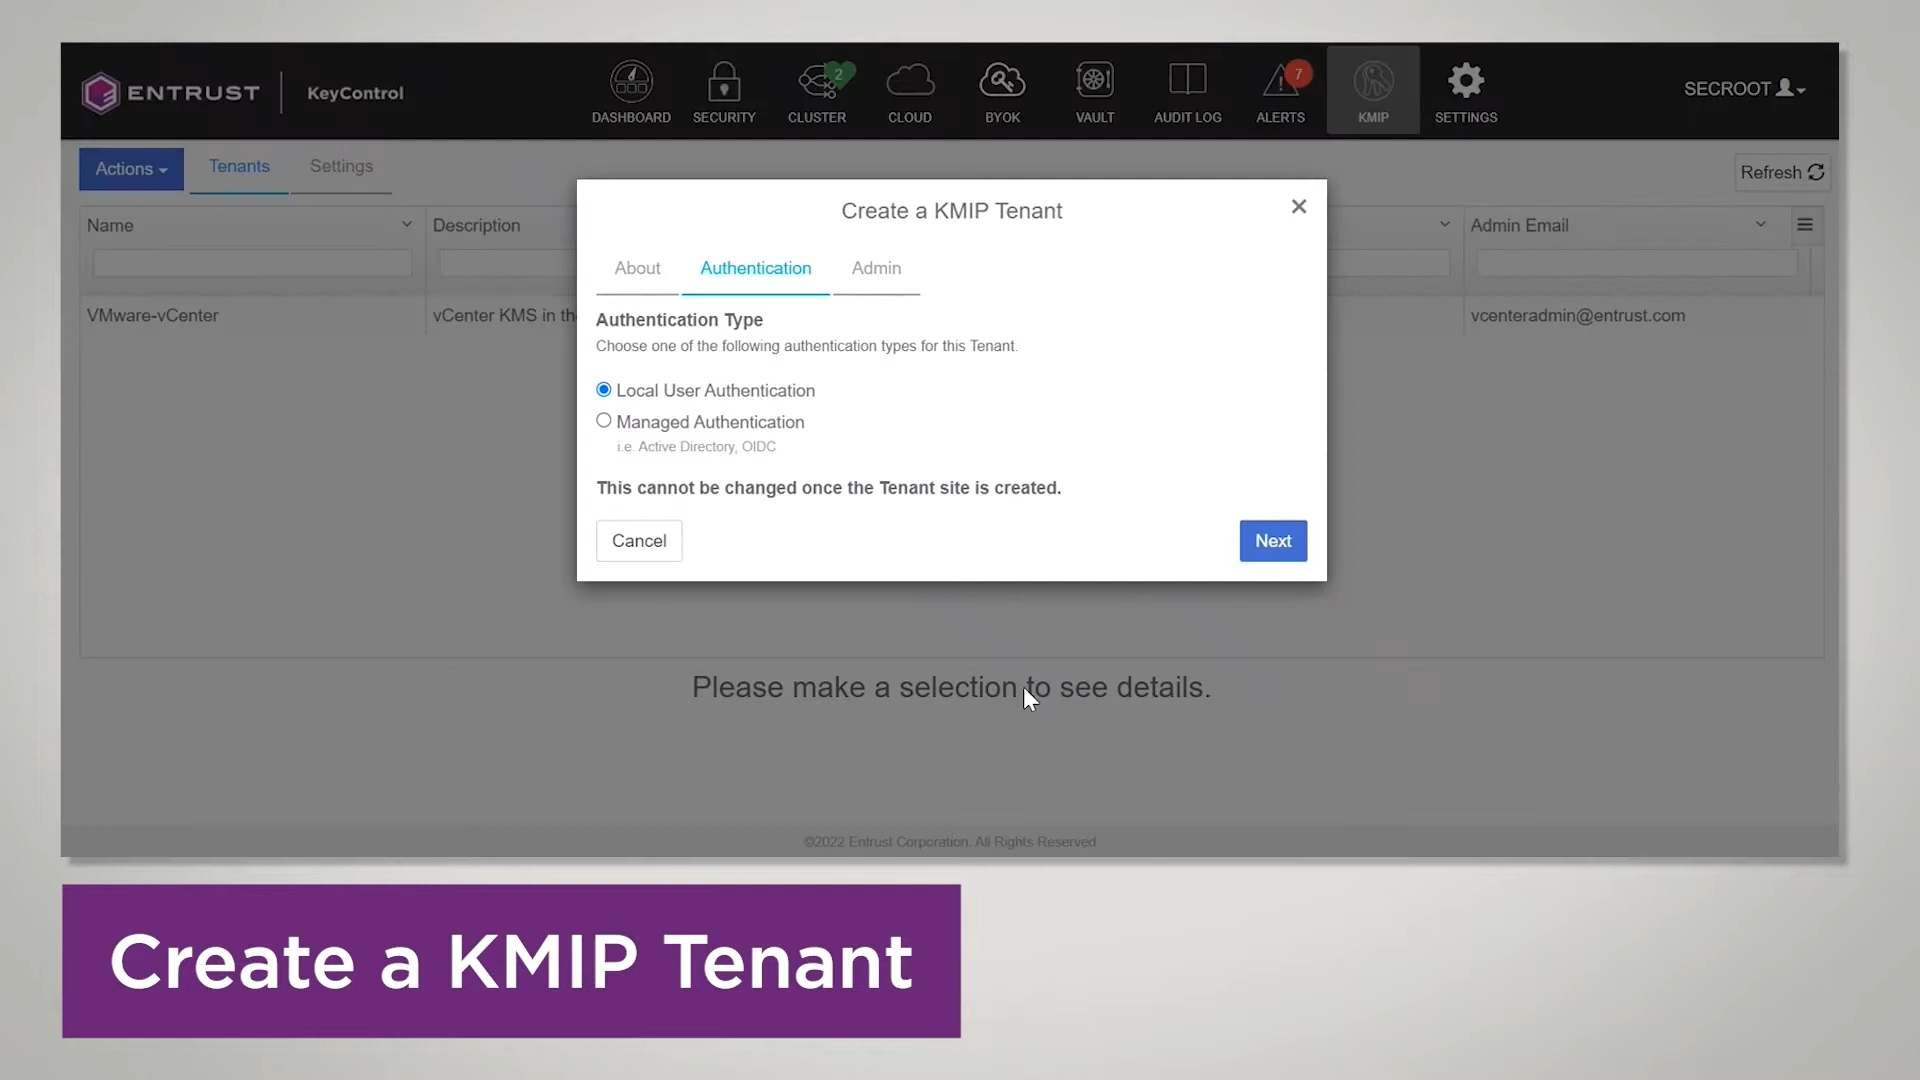 ENTRUST KeyControl
2
7
DASHBOARD SECURITY CLUSTER CLOUD BYOK VAULT AUDIT LOG ALERTS KMIP SETTINGS
SECROOT
Actions Tenants Settings
Refresh
Name Description Admin Email
VMware-vCenter vCenter KMS in th vcenteradmin@entrust.com
Create a KMIP Tenant
About Authentication Admin
Authentication Type
Choose one of the following authentication types for this Tenant.
Local User Authentication
Managed Authentication
i.e. Active Directory, OIDC
This cannot be changed once the Tenant site is created.
Cancel Next
Please make a selection to see details.
©2022 Entrust Corporation. All Rights Reserved
Create a KMIP Tenant